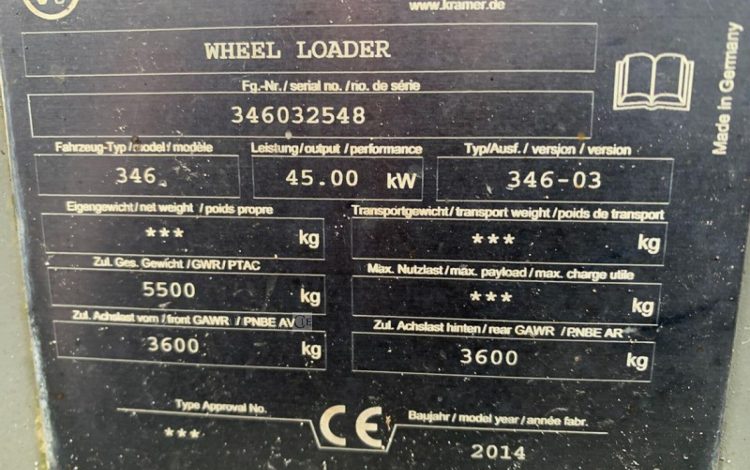 www.kramer.de
WHEEL LOADER
Made in Germany
Fg.-Nr./ serial no. / no. de série
346032548
Fahrzeug-Typ / model / modèle
Leistung / output / performance
Typ/Ausf. / version / version
346
45.00 kW
346-03
Eigengewicht / net weight / poids propre
Transportgewicht / transport weight / poids de transport
*** kg
*** kg
Zul. Ges. Gewicht / GWR / PTAC
Max. Nutzlast / max. payload / max. charge utile
5500 kg
*** kg
Zul. Achslast vorn / front GAWR / PNBE AV
Zul. Achslast hinten / rear GAWR / PNBE AR
3600 kg
3600 kg
Type Approval No.
CE
Baujahr / model year / année fabr.
***
2014